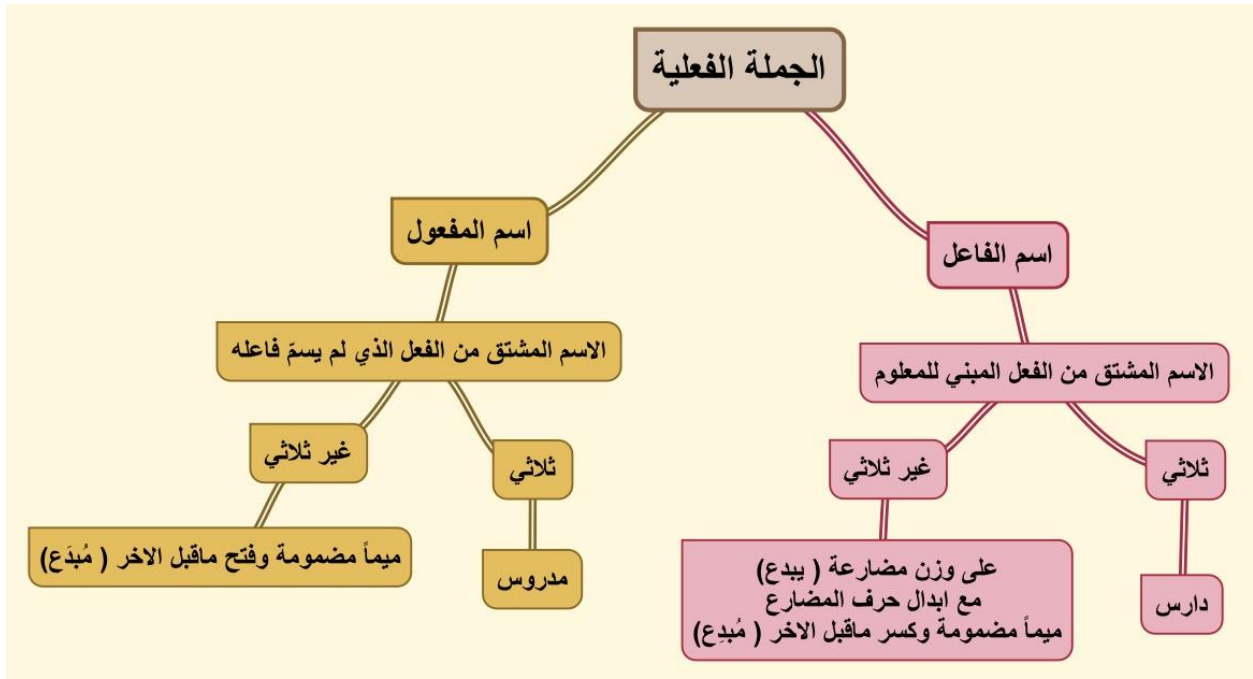 الجملة الفعلية
اسم الفاعل
الاسم المشتق من الفعل المبني للمعلوم
ثلاثي
دارس
غير ثلاثي
على وزن مضارعة ( يبدع)
مع ابدال حرف المضارع
ميماً مضمومة وكسر ماقبل الاخر ( مُبدِع)
اسم المفعول
الاسم المشتق من الفعل الذي لم يسمّ فاعله
ثلاثي
مدروس
غير ثلاثي
ميماً مضمومة وفتح ماقبل الاخر ( مُبدَع)